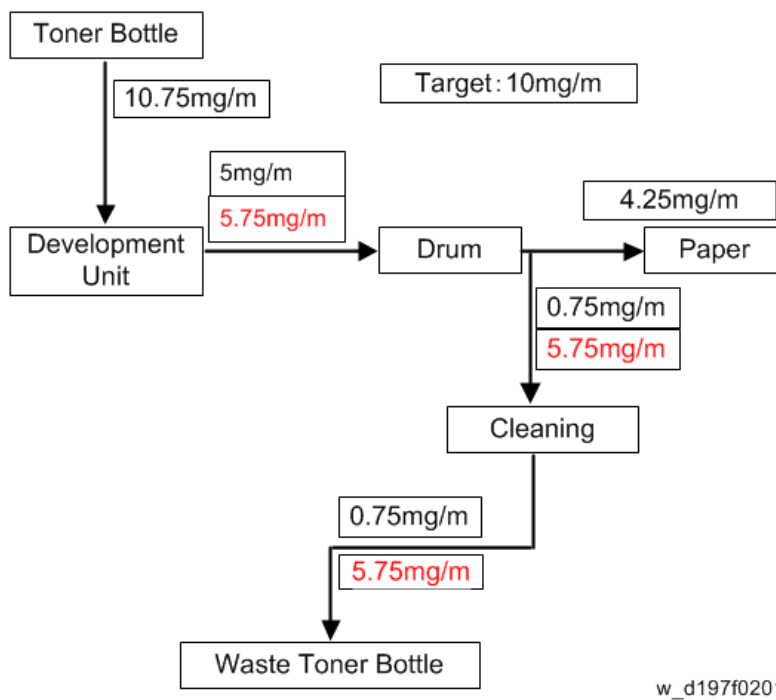 Toner Bottle
10.75mg/m
Target:10mg/m
5mg/m
5.75mg/m
4.25mg/m
Development
Unit
Drum
Paper
0.75mg/m
5.75mg/m
Cleaning
0.75mg/m
5.75mg/m
Waste Toner Bottle